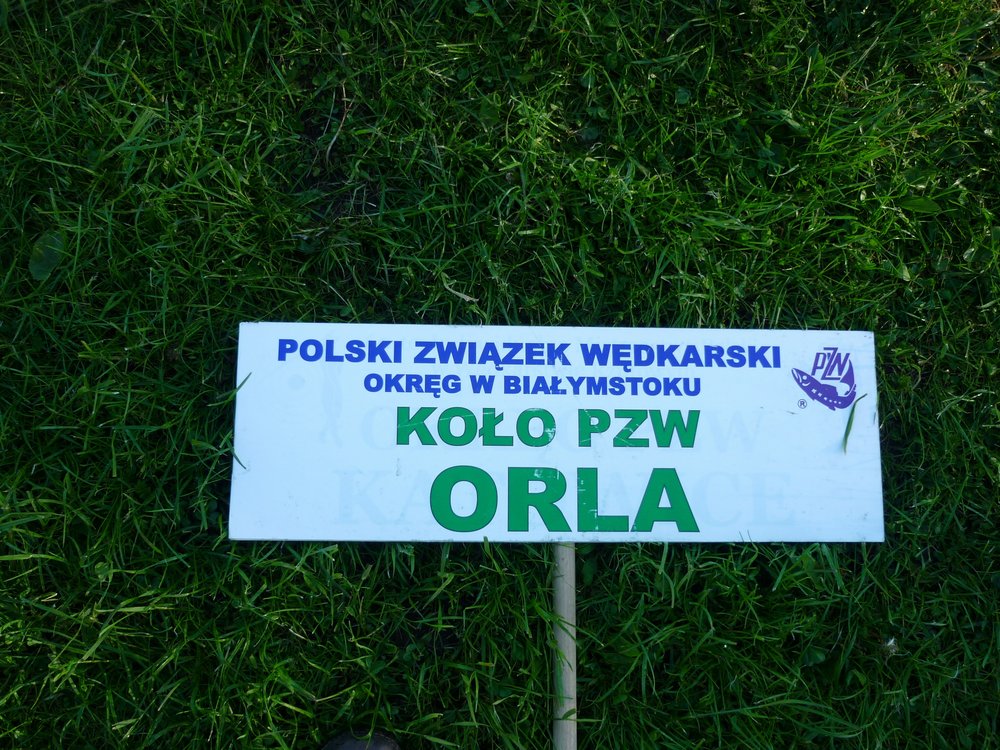 POLSKI ZWIĄZEK WĘDKARSKI
PZW
®
OKRĘG W BIAŁYMSTOKU
KOŁO PZW
ORLA